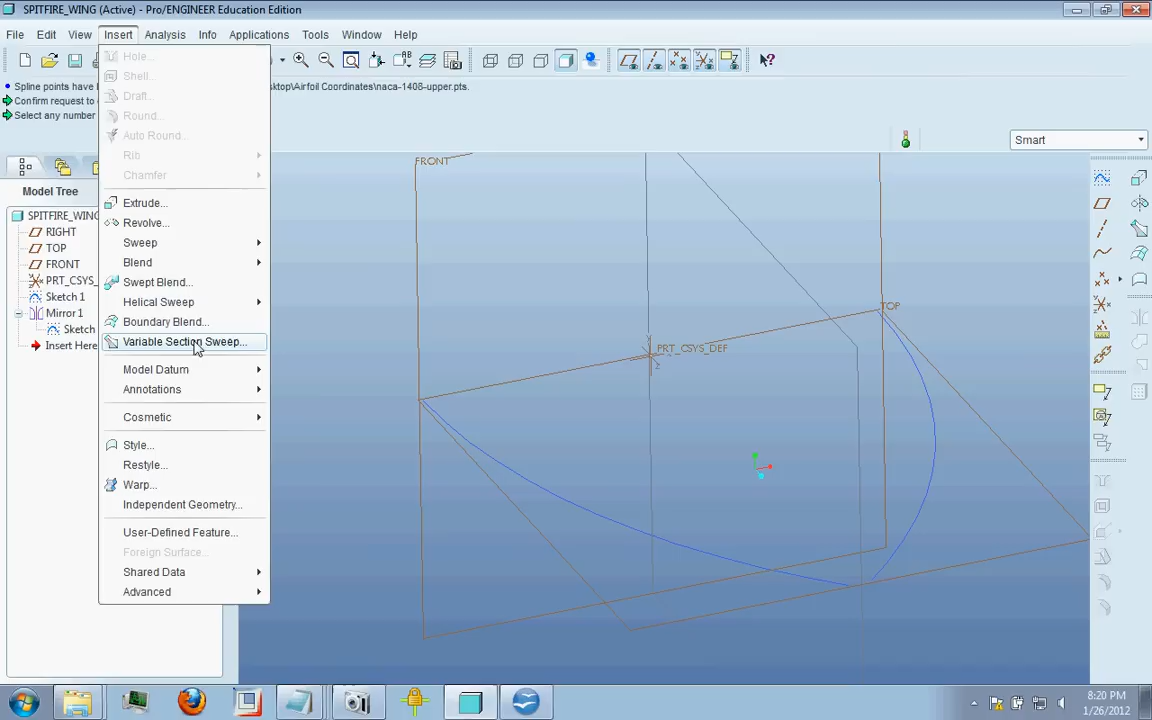 SPITFIRE_WING (Active) - Pro/ENGINEER Education Edition
File Edit View Insert Analysis Info Applications Tools Window Help
Spline points have
sktop\Airfoil Coordinates\naca-1408-upper.pts.
Confirm request to
Select any number
Smart
Model Tree
SPITFIRE_WING
RIGHT
TOP
FRONT
PRT_CSYS_
Sketch 1
Mirror 1
Sketch
Insert Here
Hole...
Shell...
Draft...
Round...
Auto Round...
Rib
Chamfer
Extrude...
Revolve...
Sweep
Blend
Swept Blend...
Helical Sweep
Boundary Blend...
Variable Section Sweep...
Model Datum
Annotations
Cosmetic
Style...
Restyle...
Warp...
Independent Geometry...
User-Defined Feature...
Foreign Surface...
Shared Data
Advanced
FRONT
TOP
PRT_CSYS_DEF
Y
Z
8:20 PM
1/26/2012